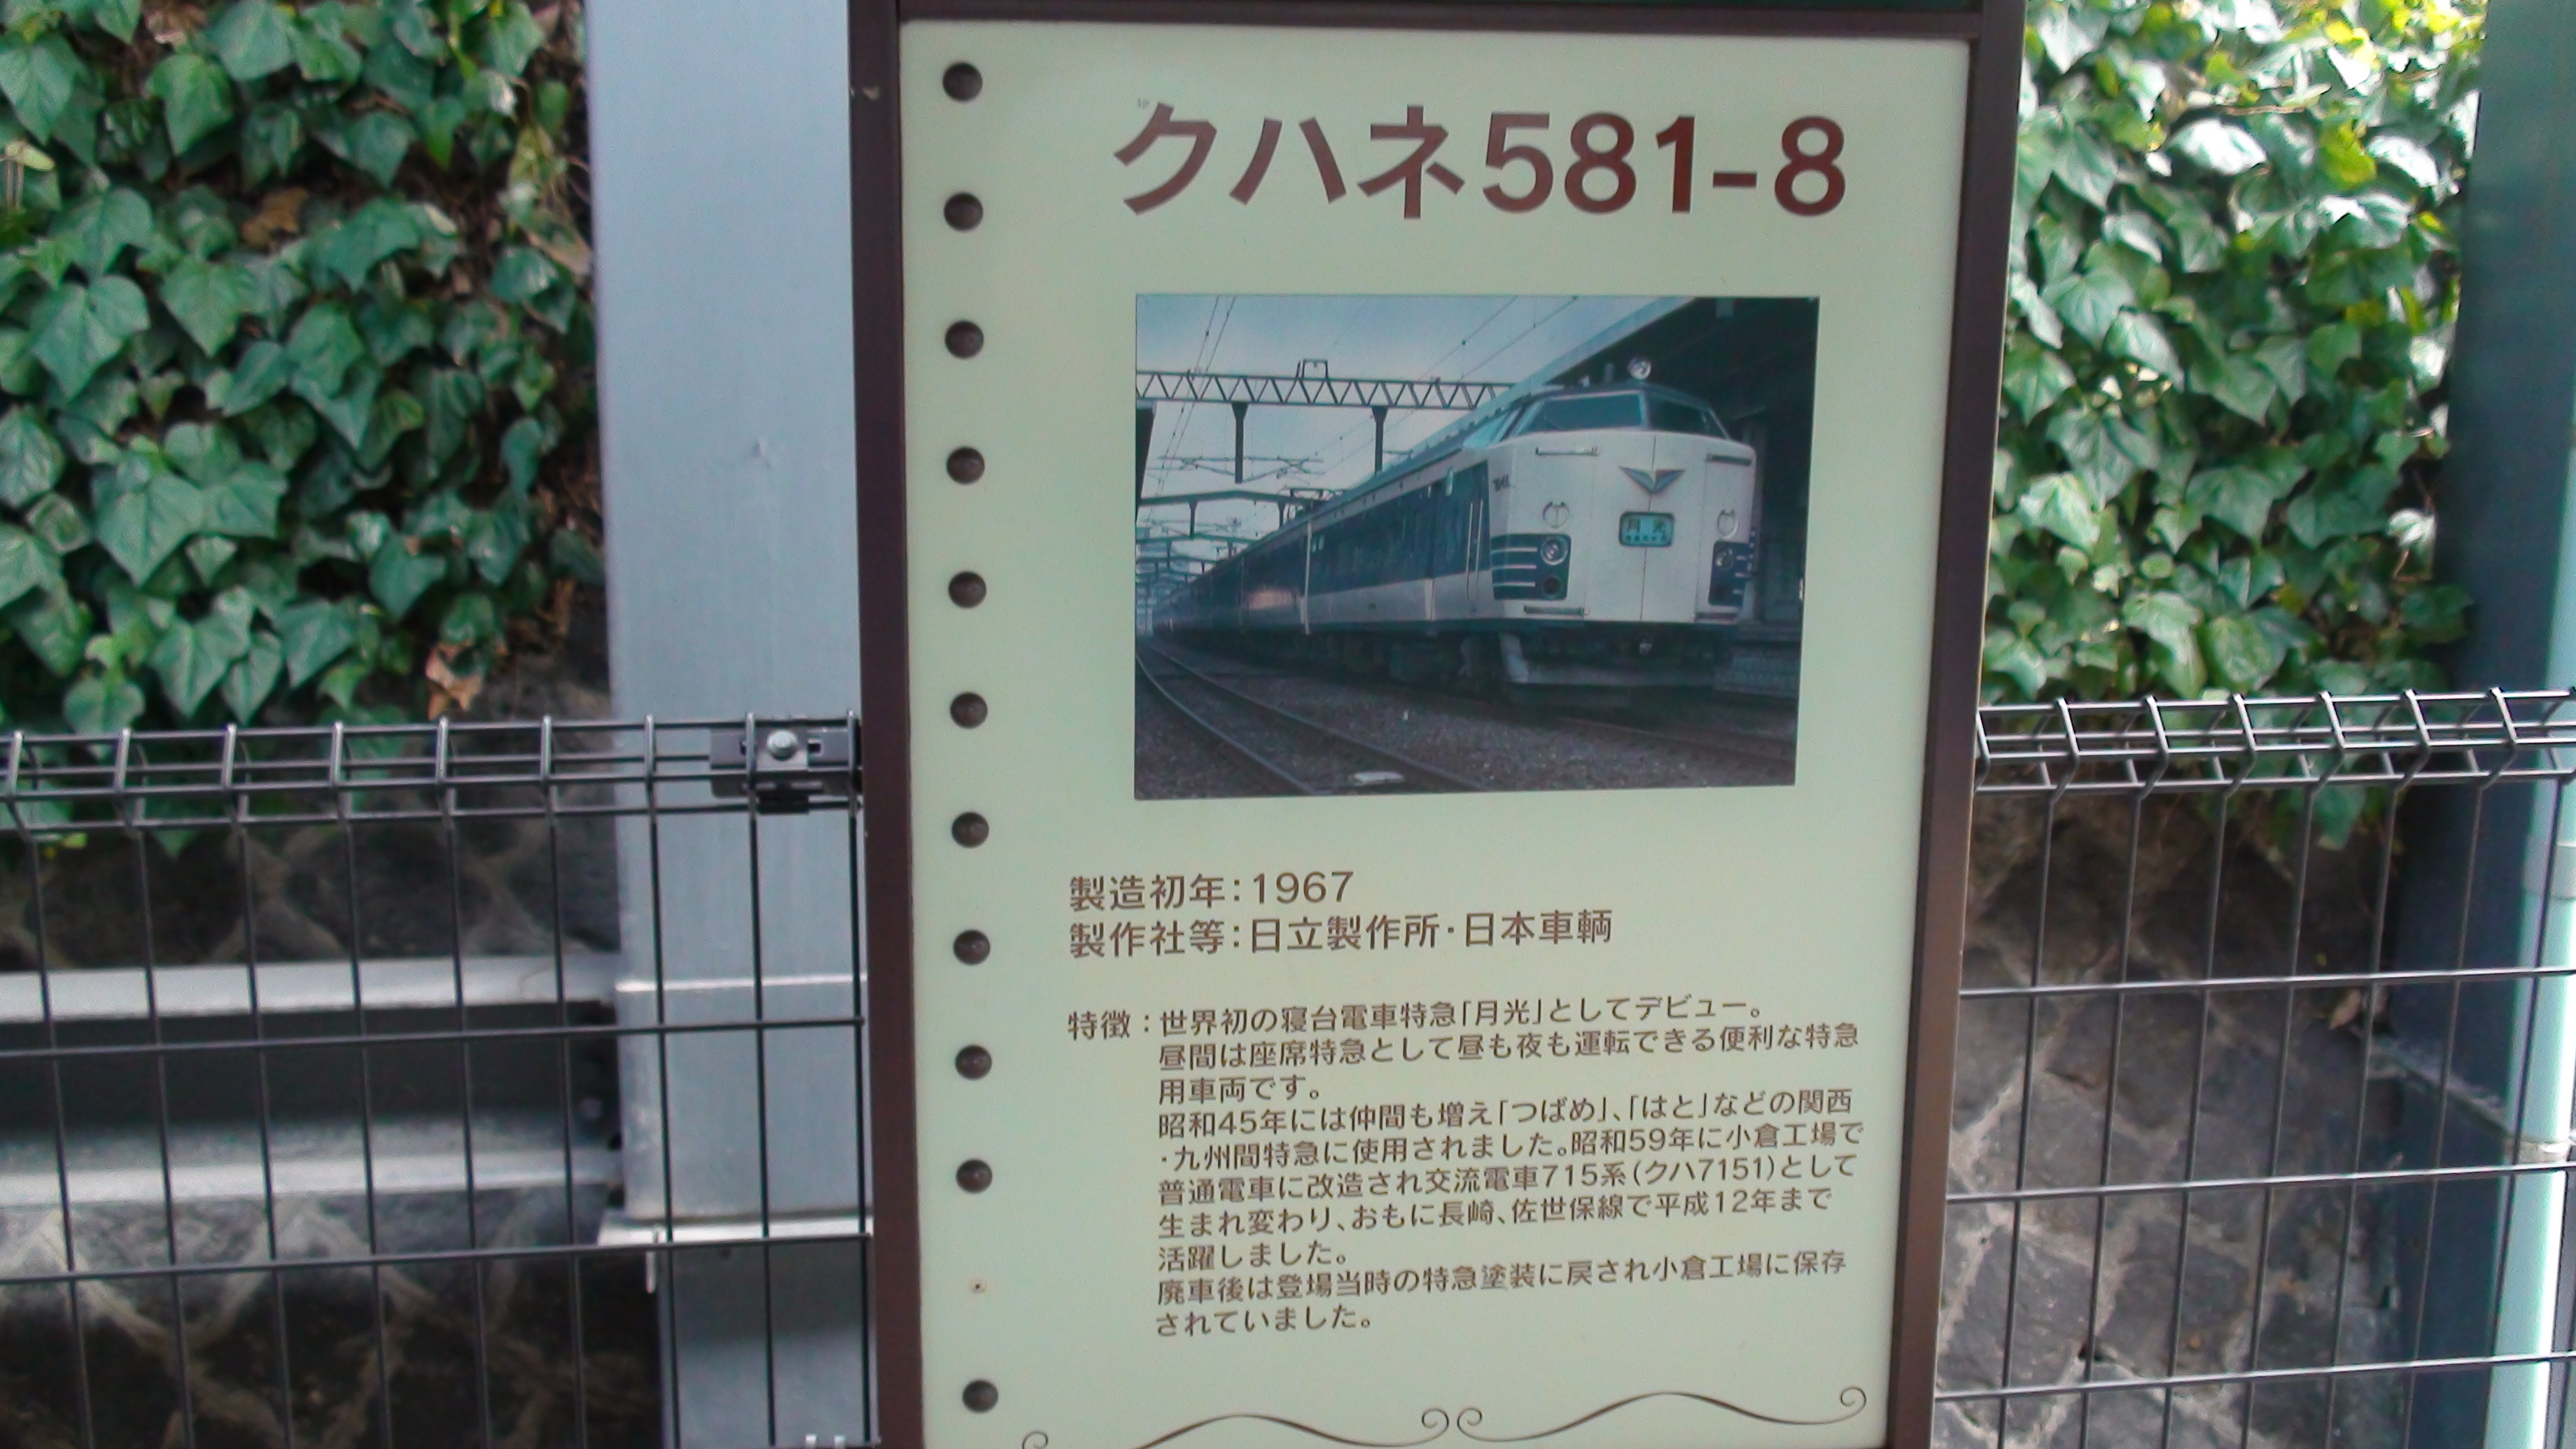 クハネ581-8
月光
製造初年：1967
製作社等：日立製作所・日本車輌
特徴：世界初の寝台電車特急「月光」としてデビュー。
昼間は座席特急として昼も夜も運転できる便利な特急
用車両です。
昭和45年には仲間も増え「つばめ」、「はと」などの関西
・九州間特急に使用されました。昭和59年に小倉工場で
普通電車に改造され交流電車715系（クハ7151）として
生まれ変わり、おもに長崎、佐世保線で平成12年まで
活躍しました。
廃車後は登場当時の特急塗装に戻され小倉工場に保存
されていました。